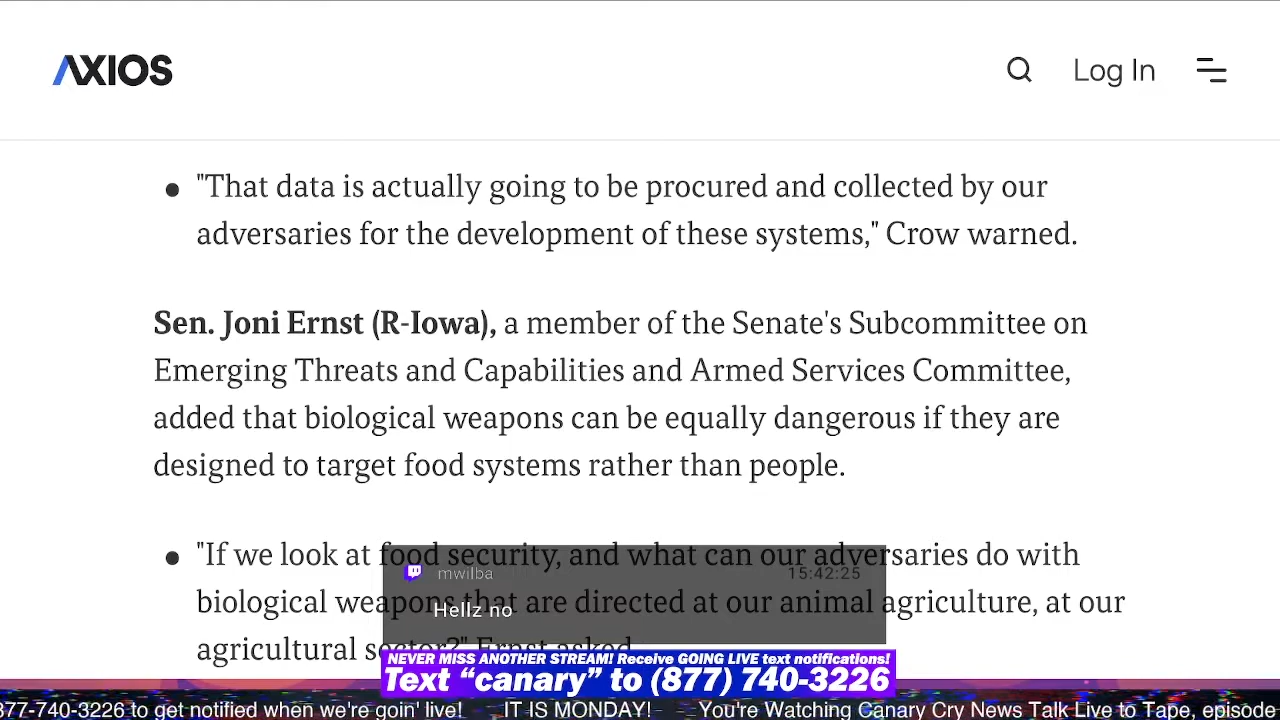 AXIOS
Log In
• "That data is actually going to be procured and collected by our
adversaries for the development of these systems," Crow warned.
Sen. Joni Ernst (R-Iowa), a member of the Senate's Subcommittee on
Emerging Threats and Capabilities and Armed Services Committee,
added that biological weapons can be equally dangerous if they are
designed to target food systems rather than people.
• "If we look at food security, and what can our adversaries do with
mwilba 15:42:25
biological weapons that are directed at our animal agriculture, at our
Hellz no
agricultural sector?" Ernst asked.
NEVER MISS ANOTHER STREAM! Receive GOING LIVE text notifications!
Text “canary” to (877) 740-3226
877-740-3226 to get notified when we're goin' live! IT IS MONDAY! You're Watching Canary Cry News Talk Live to Tape, episode